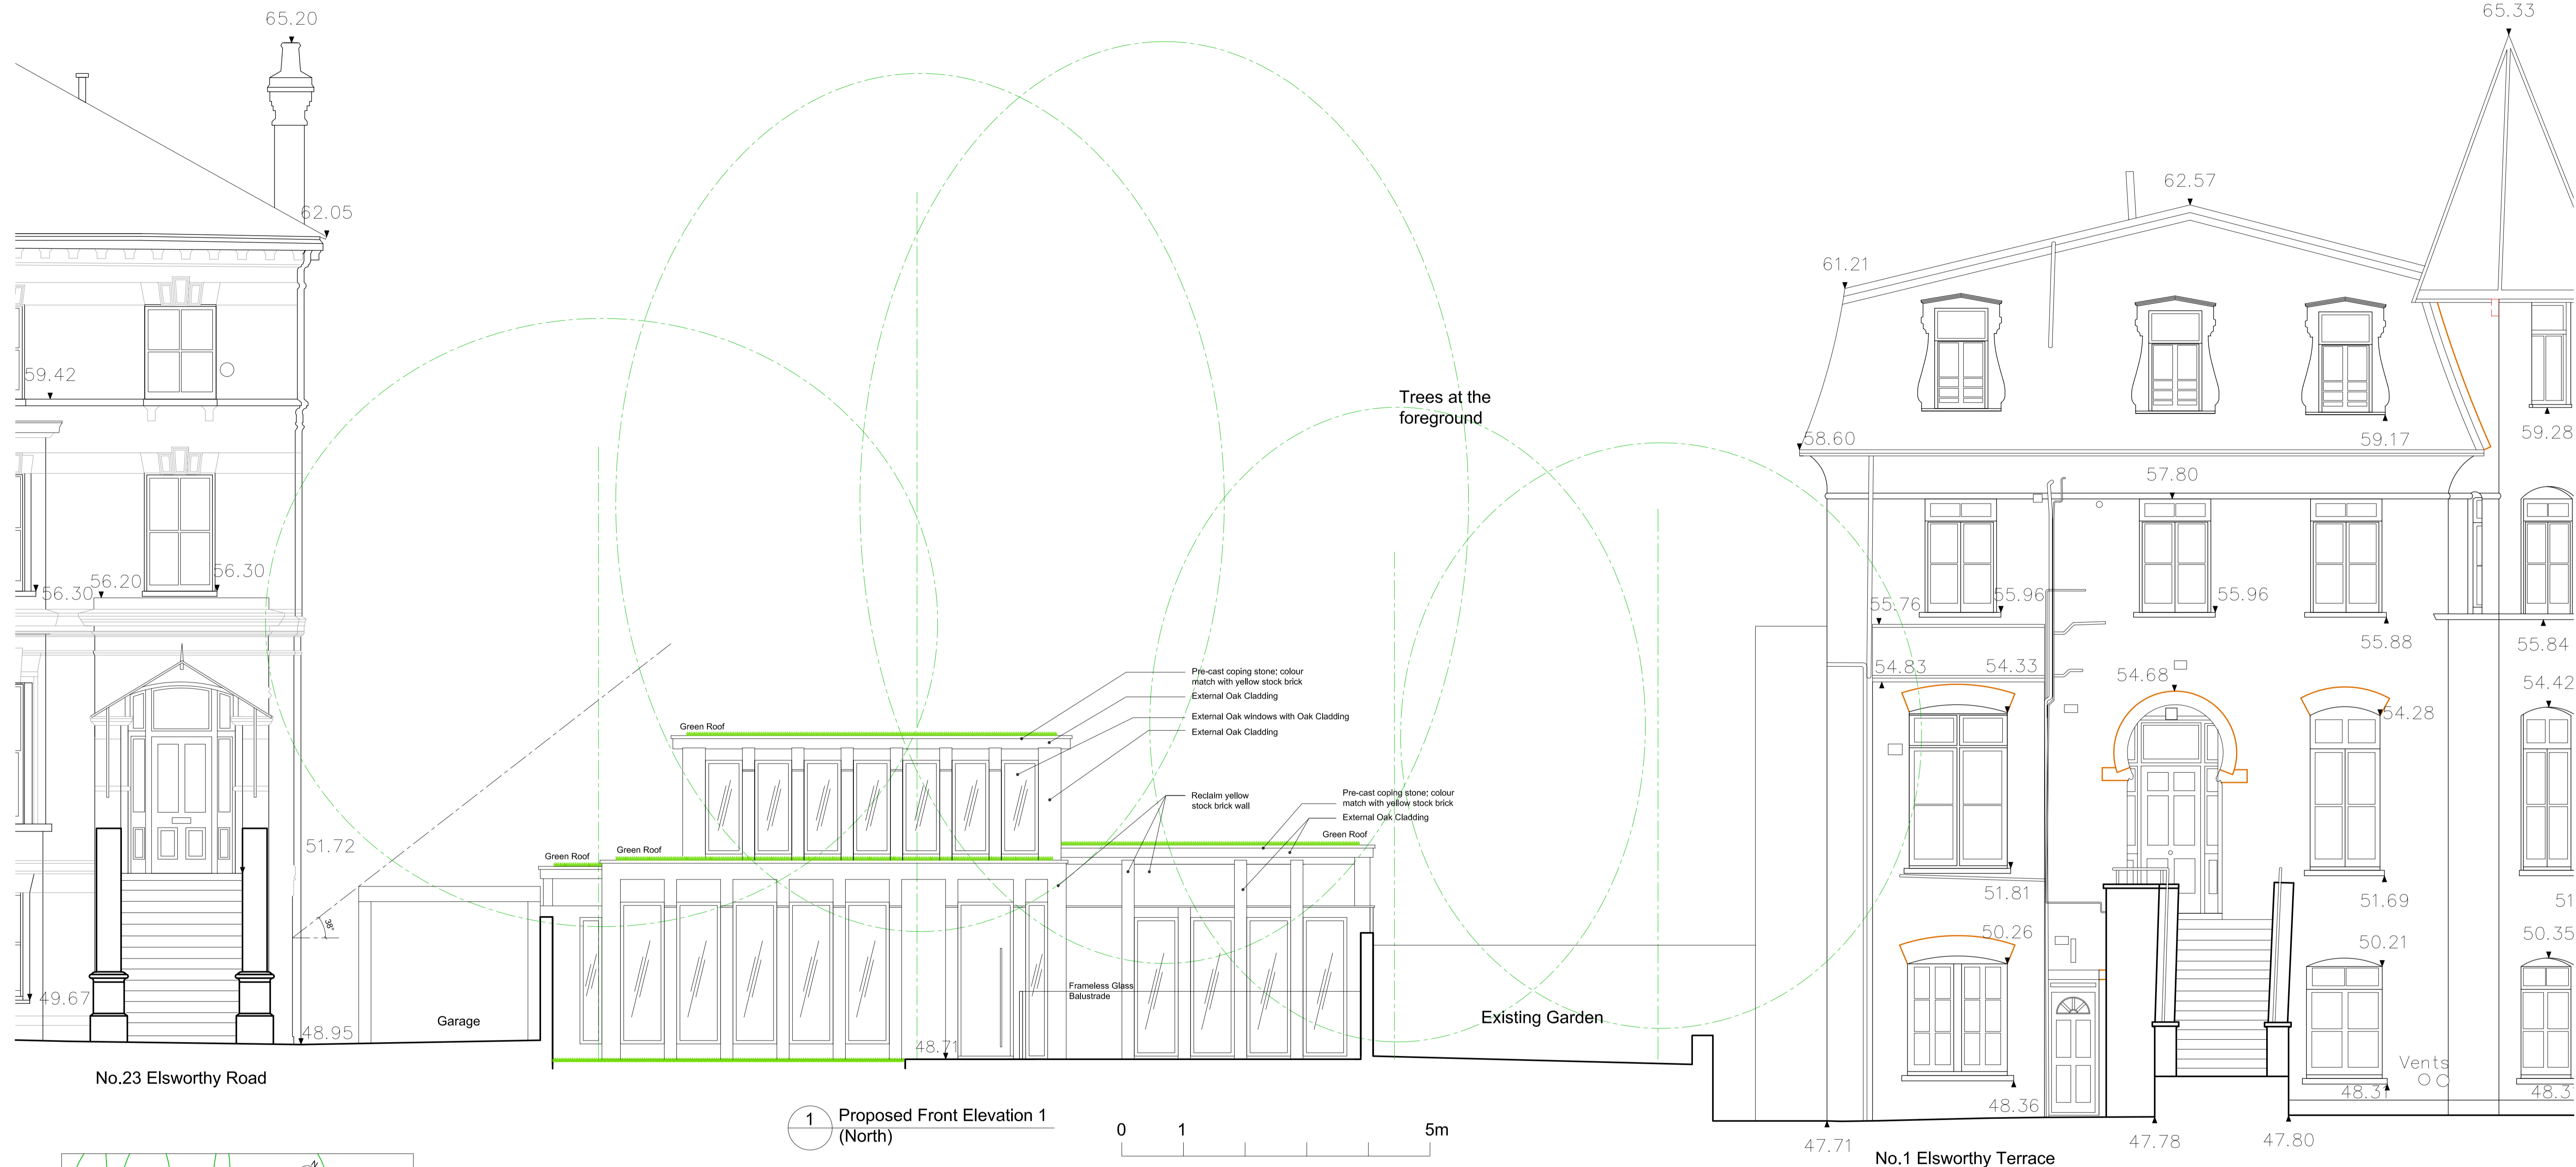 65.20
65.33
62.05
62.57
61.21
59.42
Trees at the
foreground
58.60
59.17
59.28
57.80
56.30
56.20
56.30
55.76
55.96
55.96
55.88
55.84
54.83
54.33
54.68
54.42
54.28
Pre-cast coping stone; colour
match with yellow stock brick
External Oak Cladding
External Oak windows with Oak Cladding
External Oak Cladding
Green Roof
Reclaim yellow
stock brick wall
Pre-cast coping stone; colour
match with yellow stock brick
External Oak Cladding
Green Roof
Green Roof
Green Roof
51.72
51.81
51.69
51
38°
50.26
50.21
50.35
Frameless Glass
Balustrade
49.67
Garage
48.95
48.71
Existing Garden
Vents
48.36
48.31
48.3
No.23 Elsworthy Road
1
Proposed Front Elevation 1
(North)
0 1 5m
47.71
47.78
47.80
No.1 Elsworthy Terrace
N